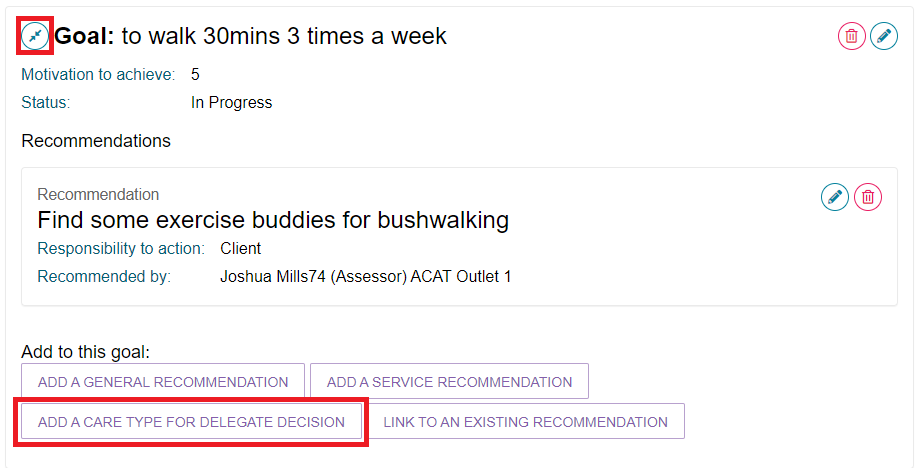 Goal: to walk 30mins 3 times a week
Motivation to achieve: 5
Status: In Progress
Recommendations
Recommendation
Find some exercise buddies for bushwalking
Responsibility to action: Client
Recommended by: Joshua Mills74 (Assessor) ACAT Outlet 1
Add to this goal:
ADD A GENERAL RECOMMENDATION ADD A SERVICE RECOMMENDATION
ADD A CARE TYPE FOR DELEGATE DECISION LINK TO AN EXISTING RECOMMENDATION